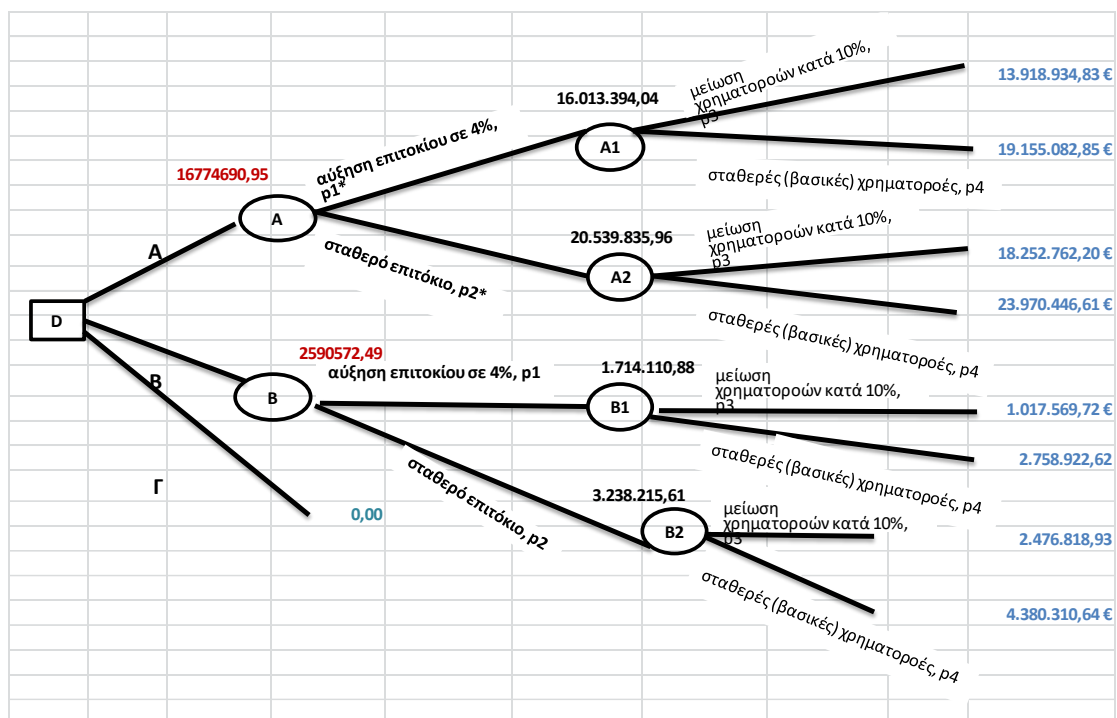 μείωση
χρηματοροών κατά 10%,
p3
13.918.934,83 €
16.013.394,04
A1
19.155.082,85 €
σταθερές (βασικές) χρηματοροές, p4
αύξηση επιτοκίου σε 4%,
p1*
16774690,95
A
A
σταθερό επιτόκιο, p2*
20.539.835,96
μείωση
χρηματοροών κατά 10%,
p3
18.252.762,20 €
A2
23.970.446,61 €
σταθερές (βασικές) χρηματοροές, p4
D
2590572,49
αύξηση επιτοκίου σε 4%, p1
1.714.110,88
μείωση
χρηματοροών κατά 10%,
p3
B
B
B1
1.017.569,72 €
2.758.922,62
σταθερές (βασικές) χρηματοροές, p4
Γ
0,00
σταθερό επιτόκιο, p2
3.238.215,61
μείωση
χρηματοροών κατά 10%,
p3
B2
2.476.818,93
σταθερές (βασικές) χρηματοροές, p4
4.380.310,64 €